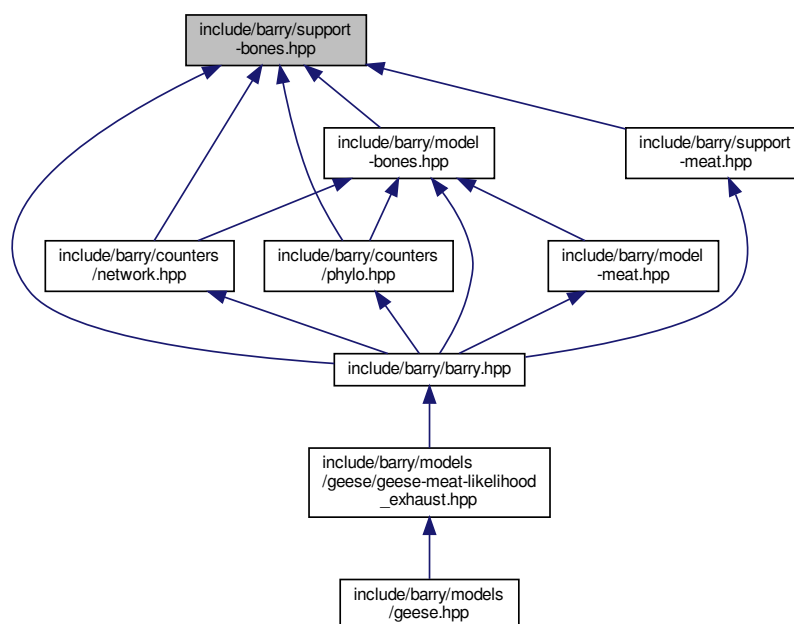 include/barry/support
-bones.hpp
include/barry/model
-bones.hpp
include/barry/support
-meat.hpp
include/barry/counters
/network.hpp
include/barry/counters
/phylo.hpp
include/barry/model
-meat.hpp
include/barry/barry.hpp
include/barry/models
/geese/geese-meat-likelihood
_exhaust.hpp
include/barry/models
/geese.hpp